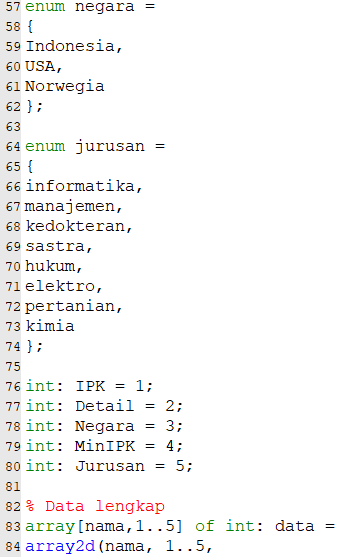 57 enum negara =
58 {
59 Indonesia,
60 USA,
61 Norwegia
62 };
63
64 enum jurusan =
65 {
66 informatika,
67 manajemen,
68 kedokteran,
69 sastra,
70 hukum,
71 elektro,
72 pertanian,
73 kimia
74 };
75
76 int: IPK = 1;
77 int: Detail = 2;
78 int: Negara = 3;
79 int: MinIPK = 4;
80 int: Jurusan = 5;
81
82 % Data lengkap
83 array[nama,1..5] of int: data =
84 array2d(nama, 1..5,